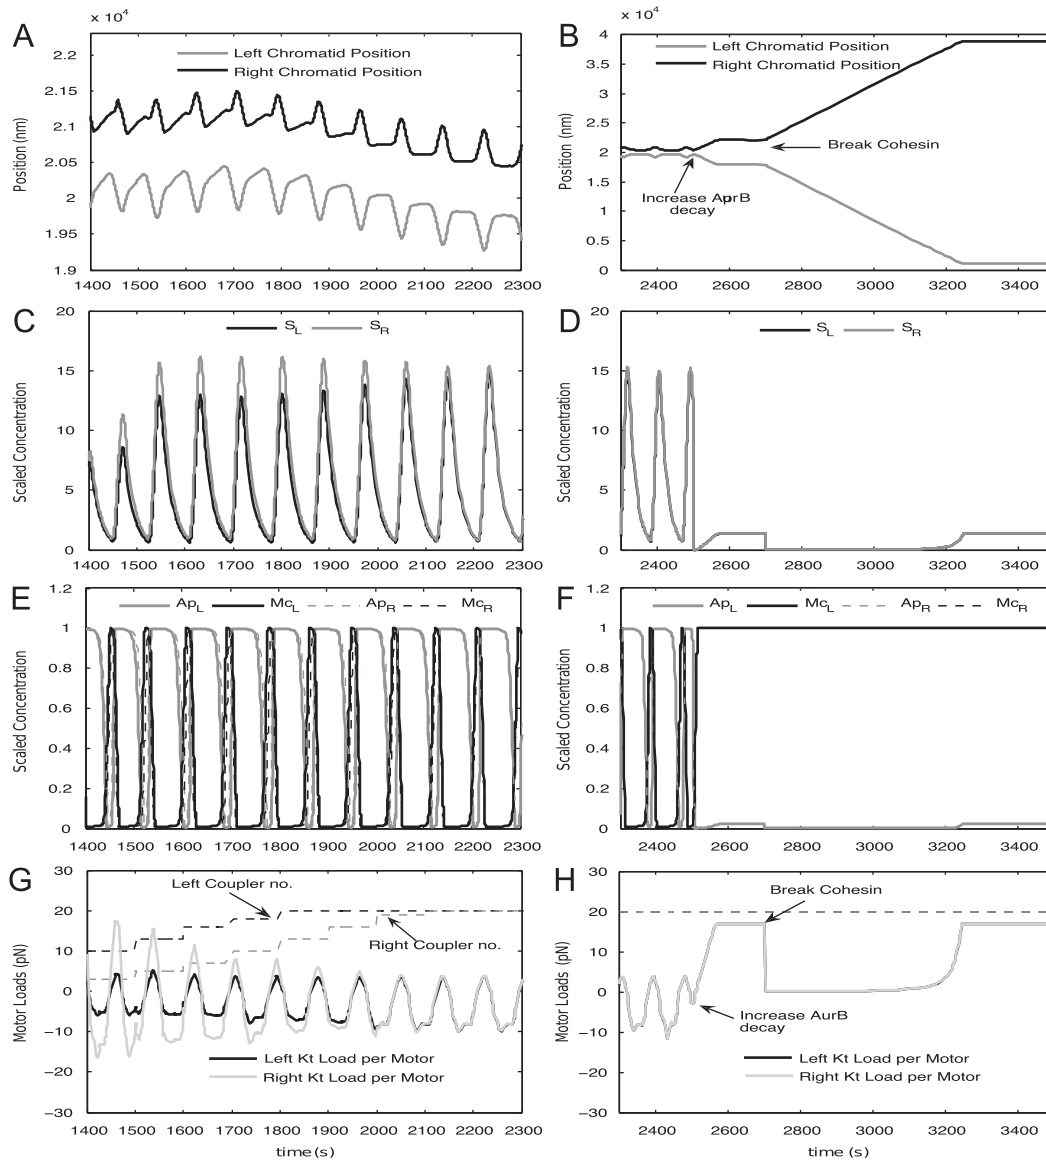 A
× 10⁴
Left Chromatid Position
Right Chromatid Position
Position (nm)
2.2
2.15
2.1
2.05
2
1.95
1.9
1400 1500 1600 1700 1800 1900 2000 2100 2200 2300
B
× 10⁴
Left Chromatid Position
Right Chromatid Position
Break Cohesin
Increase AurB
decay
Position (nm)
4
3.5
3
2.5
2
1.5
1
0.5
0
2400 2600 2800 3000 3200 3400
C
S_L S_R
Scaled Concentration
20
15
10
5
0
1400 1500 1600 1700 1800 1900 2000 2100 2200 2300
D
S_L S_R
Scaled Concentration
20
15
10
5
0
2400 2600 2800 3000 3200 3400
E
Ap_L Mc_L Ap_R Mc_R
Scaled Concentration
1.2
1
0.8
0.6
0.4
0.2
0
1400 1500 1600 1700 1800 1900 2000 2100 2200 2300
F
Ap_L Mc_L Ap_R Mc_R
Scaled Concentration
1.2
1
0.8
0.6
0.4
0.2
0
2400 2600 2800 3000 3200 3400
G
Left Coupler no.
Right Coupler no.
Left Kt Load per Motor
Right Kt Load per Motor
Motor Loads (pN)
30
20
10
0
−10
−20
−30
1400 1500 1600 1700 1800 1900 2000 2100 2200 2300
time (s)
H
Break Cohesin
Increase AurB
decay
Left Kt Load per Motor
Right Kt Load per Motor
Motor Loads (pN)
30
20
10
0
−10
−20
−30
2400 2600 2800 3000 3200 3400
time (s)